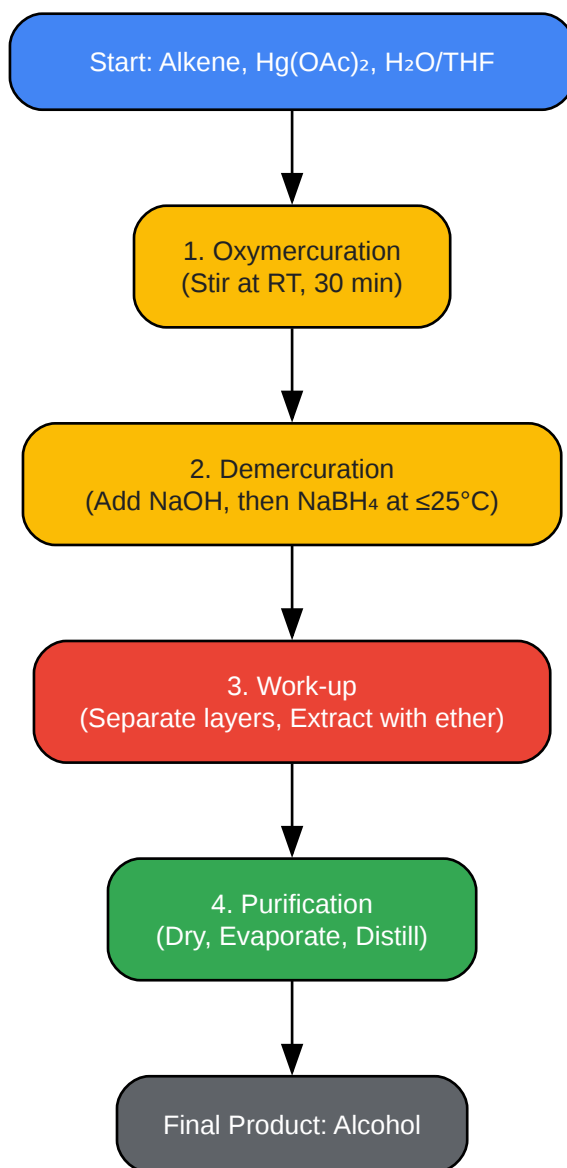 Start: Alkene, Hg(OAc)₂, H₂O/THF
1. Oxymercuration
(Stir at RT, 30 min)
2. Demercuration
(Add NaOH, then NaBH₄ at ≤25°C)
3. Work-up
(Separate layers, Extract with ether)
4. Purification
(Dry, Evaporate, Distill)
Final Product: Alcohol